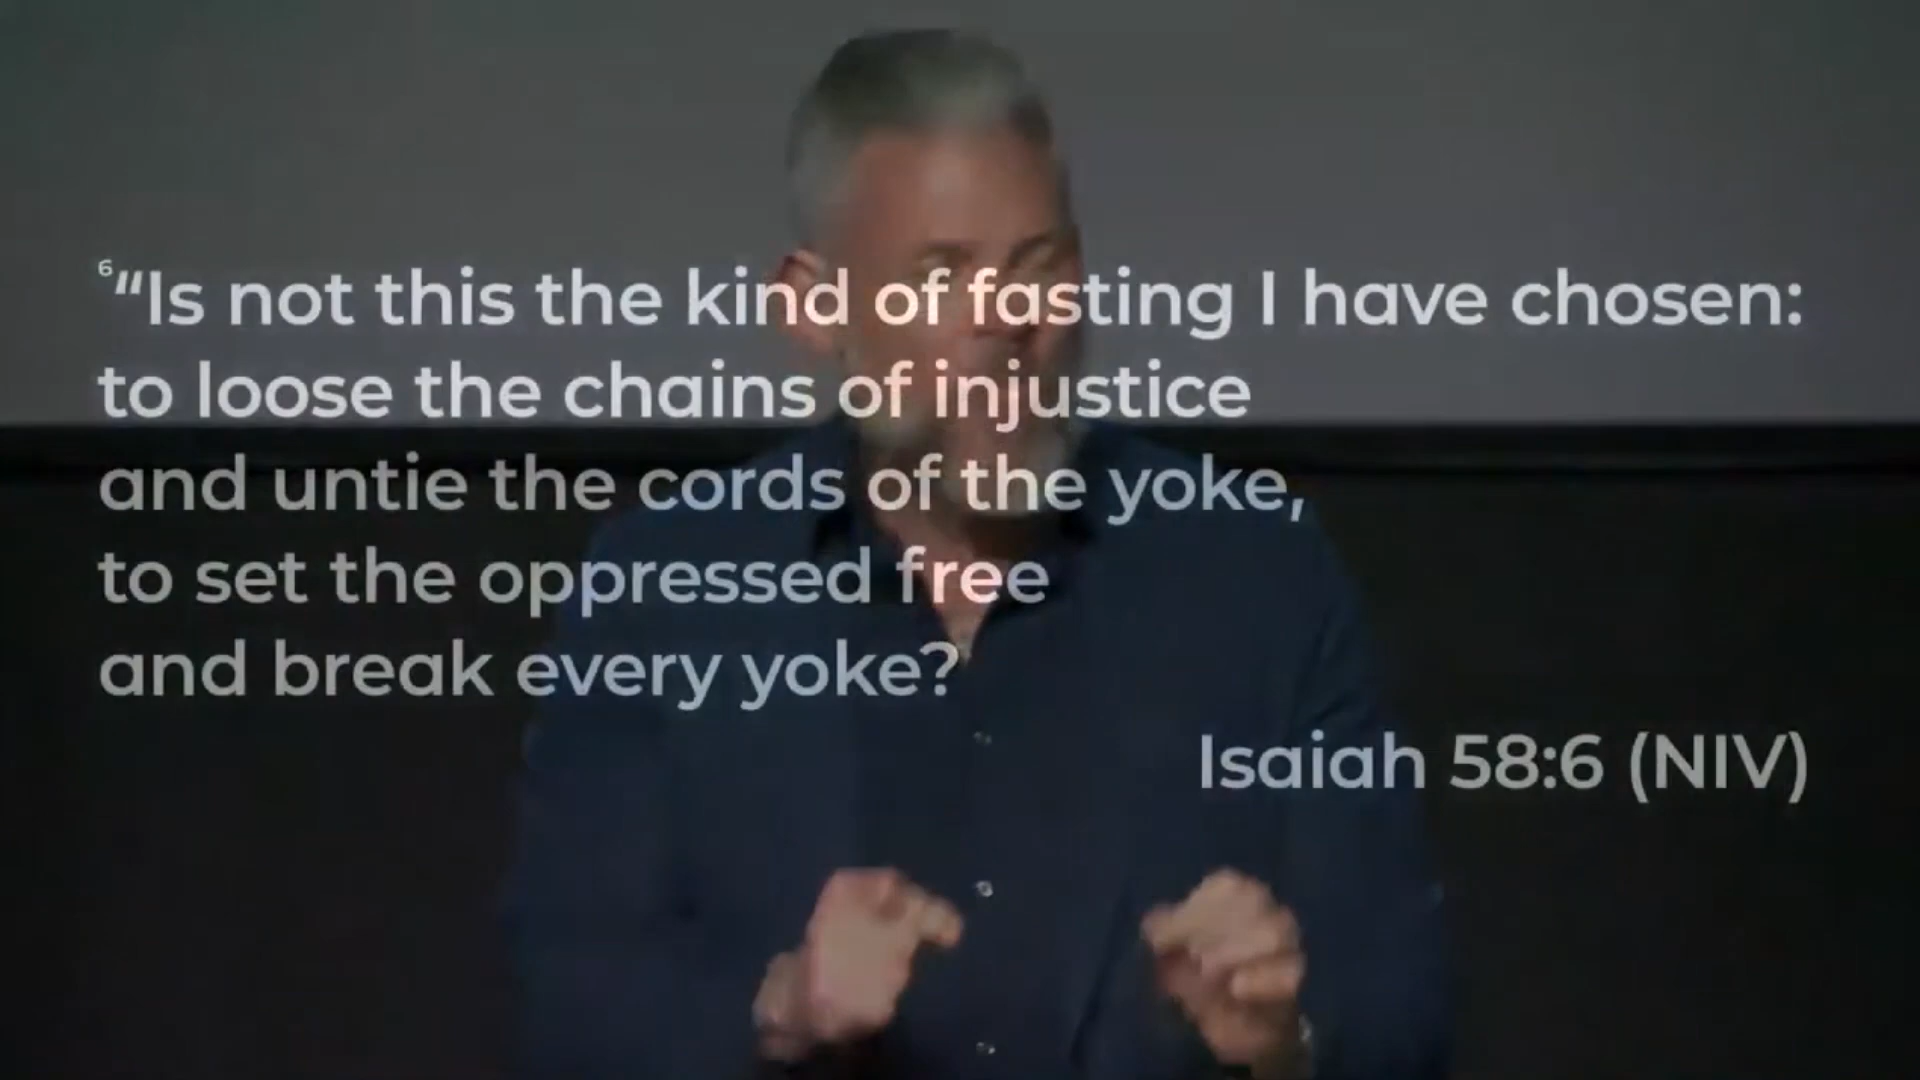 ⁶“Is not this the kind of fasting I have chosen:
to loose the chains of injustice
and untie the cords of the yoke,
to set the oppressed free
and break every yoke?
Isaiah 58:6 (NIV)